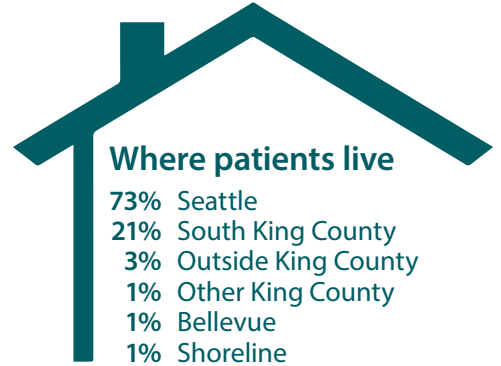 Where patients live
73% Seattle
21% South King County
3% Outside King County
1% Other King County
1% Bellevue
1% Shoreline